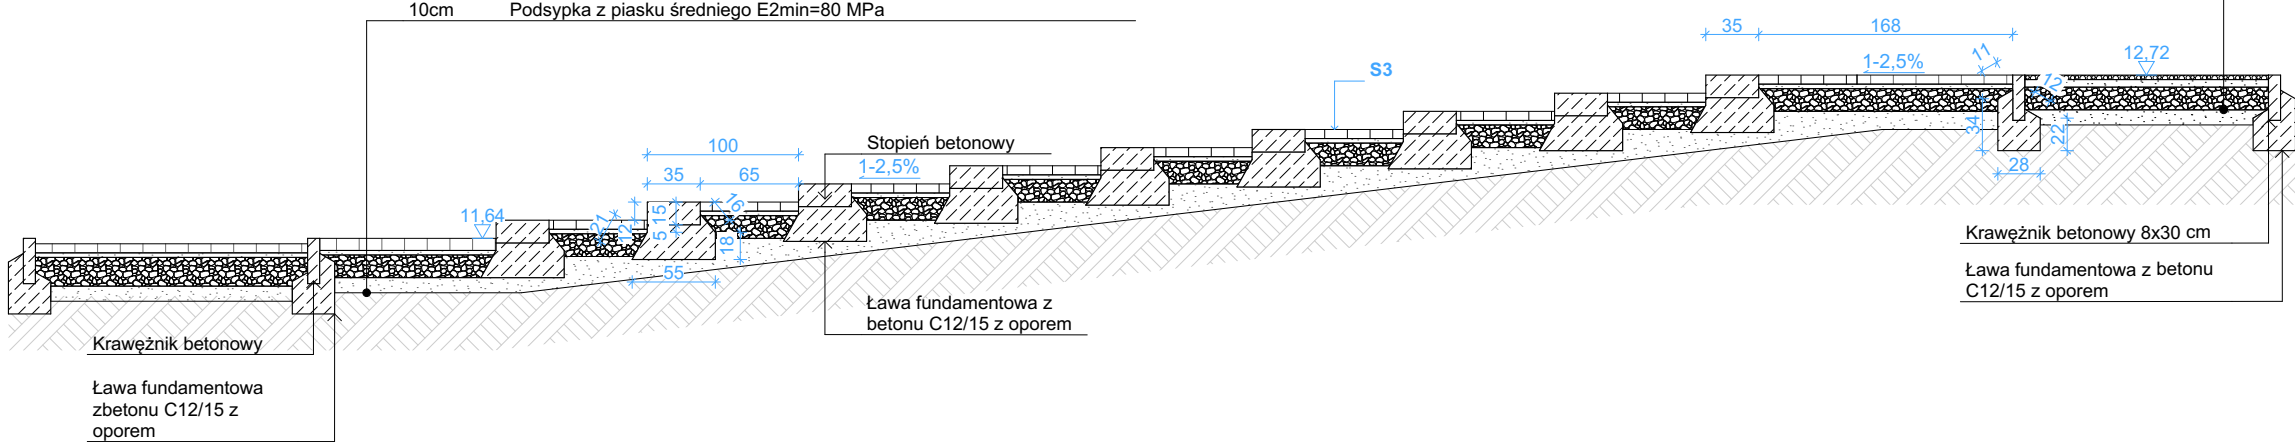 10cm Podsypka z piasku średniego E2min=80 MPa
35
168
11
12,72
1-2,5%
S3
12
34
22
28
100
Stopień betonowy
35
65
1-2,5%
16
15
5
12
21
18
55
11,64
Krawężnik betonowy 8x30 cm
Ława fundamentowa z betonu
C12/15 z oporem
Ława fundamentowa z
betonu C12/15 z oporem
Krawężnik betonowy
Ława fundamentowa
zbetonu C12/15 z
oporem